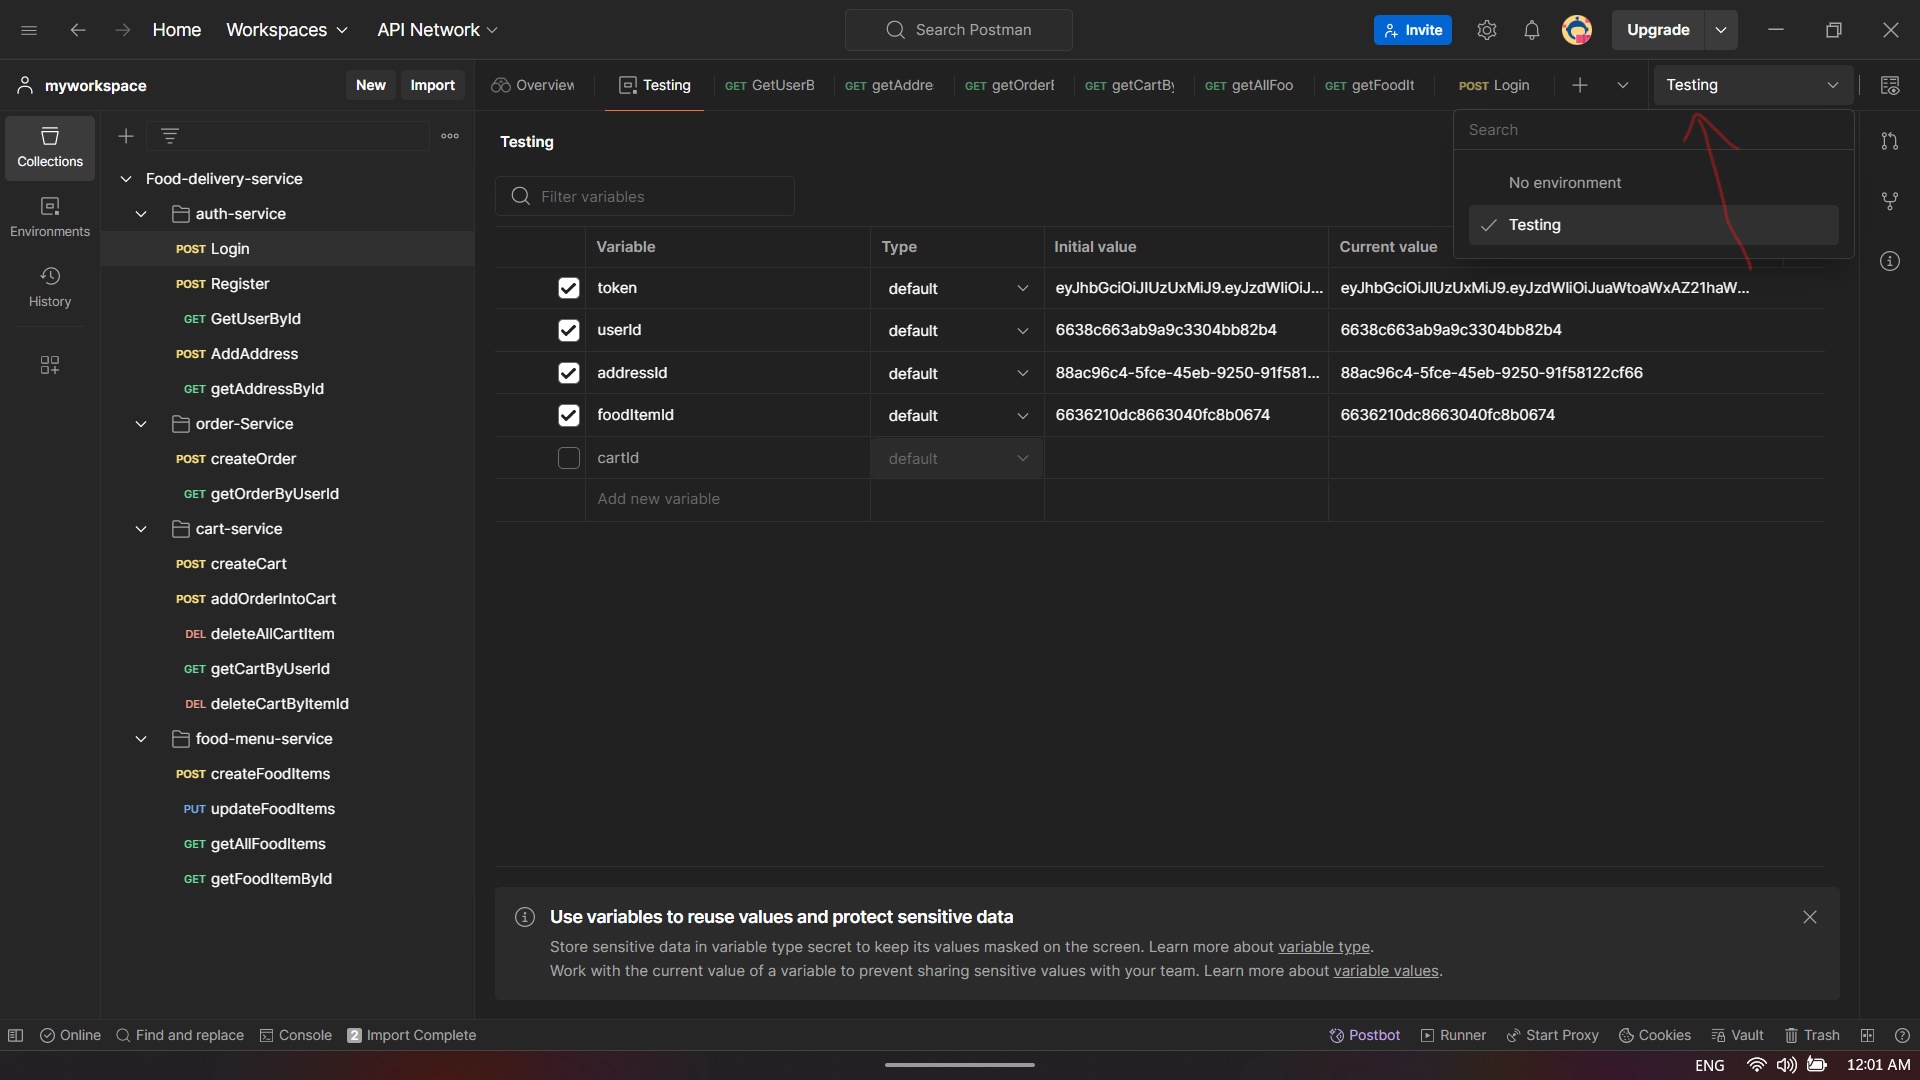 Home Workspaces API Network Search Postman Invite Upgrade
myworkspace New Import
Overview Testing GET GetUserB GET getAddre GET getOrderE GET getCartBy GET getAllFoo GET getFoodIt POST Login Testing
Collections
Environments
History
Food-delivery-service
auth-service
POST Login
POST Register
GET GetUserById
POST AddAddress
GET getAddressById
order-Service
POST createOrder
GET getOrderByUserId
cart-service
POST createCart
POST addOrderIntoCart
DEL deleteAllCartItem
GET getCartByUserId
DEL deleteCartByItemId
food-menu-service
POST createFoodItems
PUT updateFoodItems
GET getAllFoodItems
GET getFoodItemById
Testing
Filter variables
Search
No environment
Testing
Variable Type Initial value Current value
token default eyJhbGciOiJIUzUxMiJ9.eyJzdWIiOiJ... eyJhbGciOiJIUzUxMiJ9.eyJzdWIiOiJuaWtoaWxAZ21haW...
userId default 6638c663ab9a9c3304bb82b4 6638c663ab9a9c3304bb82b4
addressId default 88ac96c4-5fce-45eb-9250-91f581... 88ac96c4-5fce-45eb-9250-91f58122cf66
foodItemId default 6636210dc8663040fc8b0674 6636210dc8663040fc8b0674
cartId default
Add new variable
Use variables to reuse values and protect sensitive data
Store sensitive data in variable type secret to keep its values masked on the screen. Learn more about variable type.
Work with the current value of a variable to prevent sharing sensitive values with your team. Learn more about variable values.
Online Find and replace Console 2 Import Complete Postbot Runner Start Proxy Cookies Vault Trash
ENG 12:01 AM